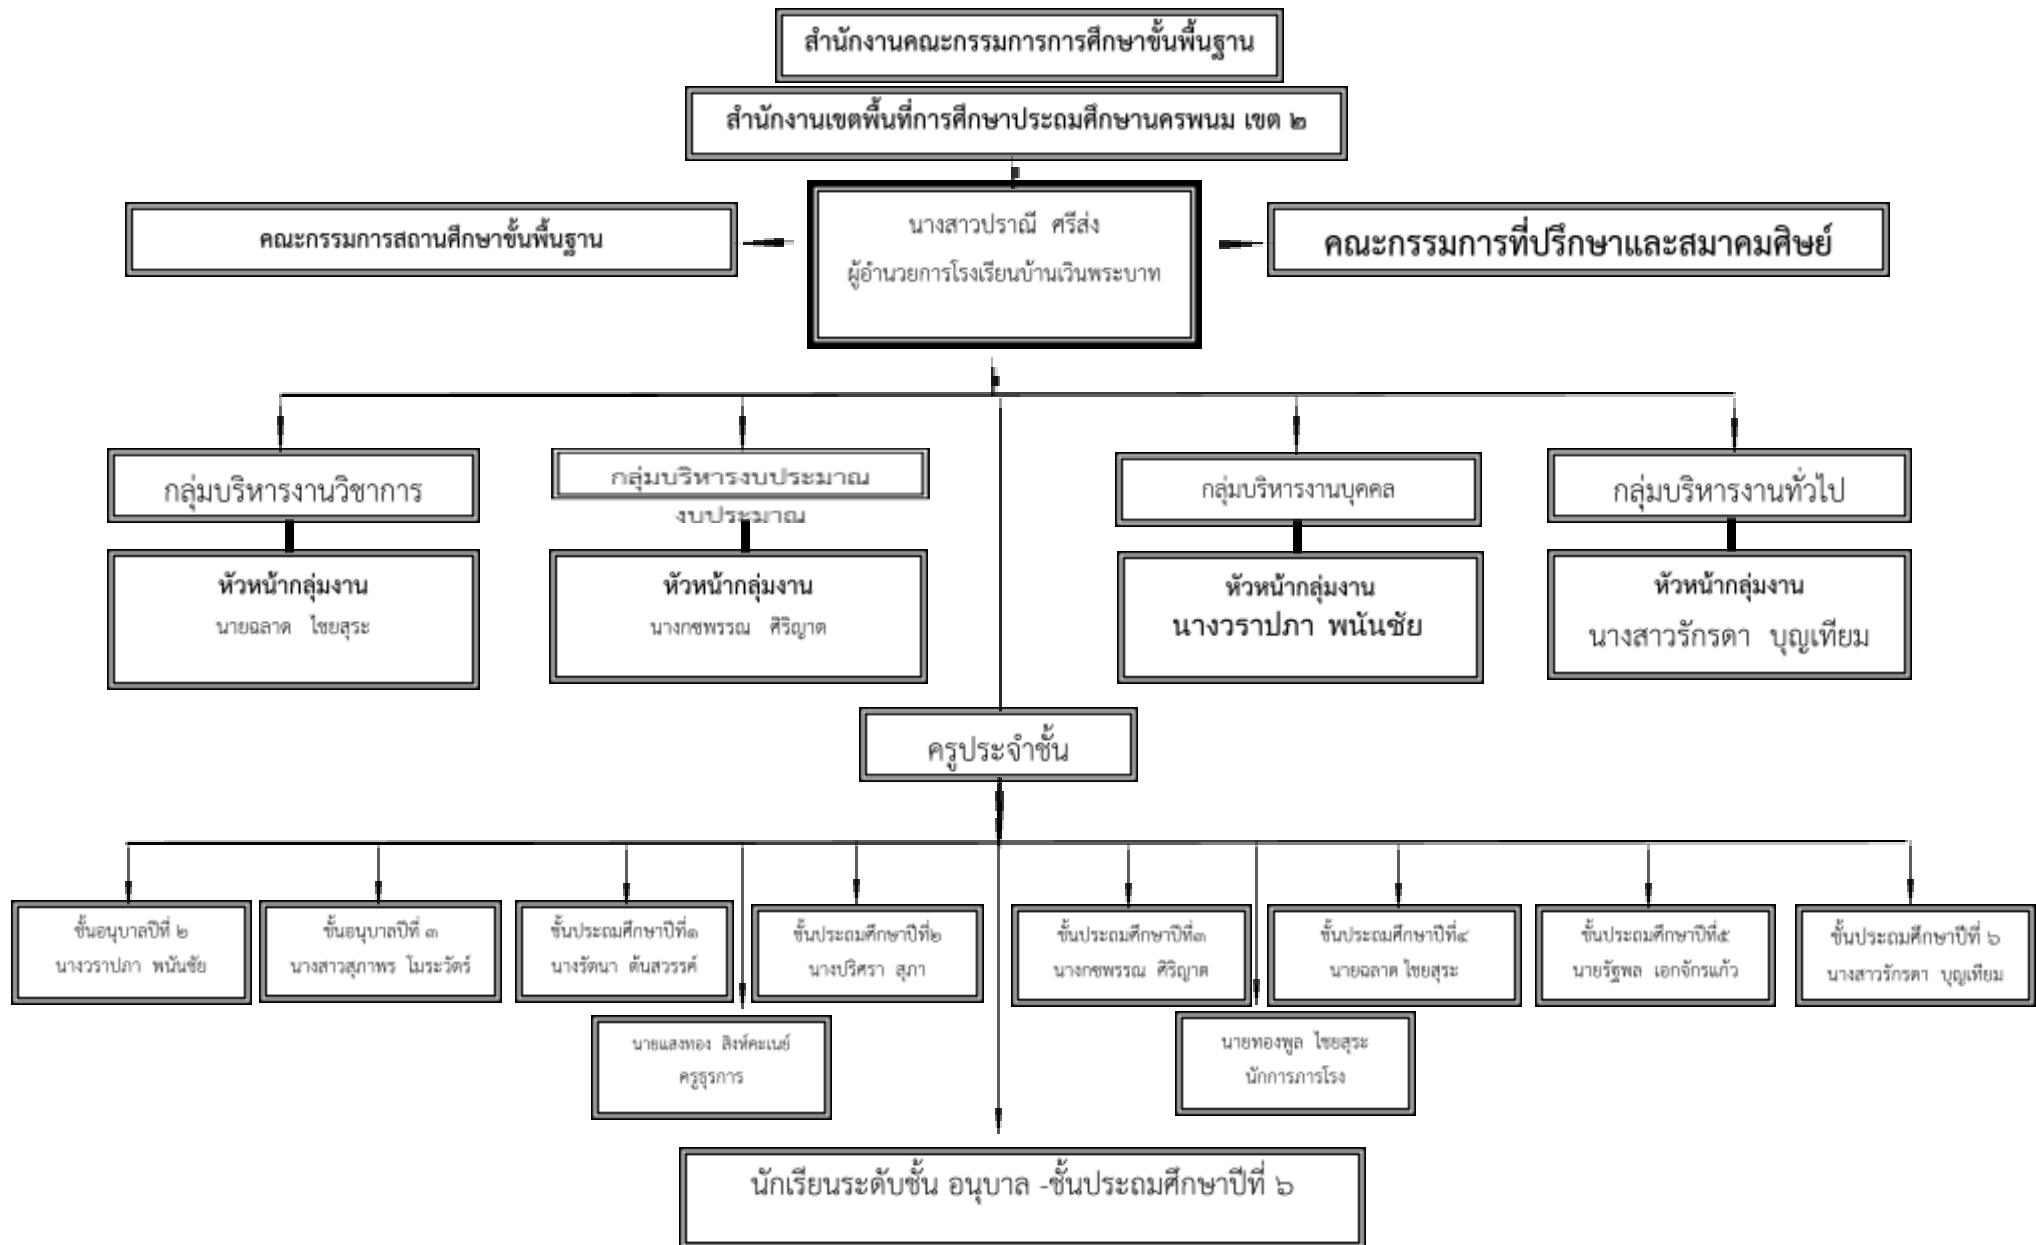 สำนักงานคณะกรรมการการศึกษาขั้นพื้นฐาน
สำนักงานเขตพื้นที่การศึกษาประถมศึกษานครพนม เขต ๒
คณะกรรมการสถานศึกษาขั้นพื้นฐาน
นางสาวปราณี ศรีส่ง
ผู้อำนวยการโรงเรียนบ้านเวินพระบาท
คณะกรรมการที่ปรึกษาและสมาคมศิษย์
กลุ่มบริหารงานวิชาการ
กลุ่มบริหารงบประมาณ
งบประมาณ
กลุ่มบริหารงานบุคคล
กลุ่มบริหารงานทั่วไป
หัวหน้ากลุ่มงาน
นายฉลาด ไชยสุระ
หัวหน้ากลุ่มงาน
นางกชพรรณ ศิริญาต
หัวหน้ากลุ่มงาน
นางวราปภา พนันชัย
หัวหน้ากลุ่มงาน
นางสาวรักรดา บุญเทียม
ครูประจำชั้น
ชั้นอนุบาลปีที่ ๒
นางวราปภา พนันชัย
ชั้นอนุบาลปีที่ ๓
นางสาวสุภาพร โมระวัตร์
ชั้นประถมศึกษาปีที่๑
นางรัตนา ต้นสวรรค์
ชั้นประถมศึกษาปีที่๒
นางปริศรา สุภา
ชั้นประถมศึกษาปีที่๓
นางกชพรรณ ศิริญาต
ชั้นประถมศึกษาปีที่๔
นายฉลาด ไชยสุระ
ชั้นประถมศึกษาปีที่๕
นายรัฐพล เอกจักรแก้ว
ชั้นประถมศึกษาปีที่ ๖
นางสาวรักรดา บุญเทียม
นายแสงทอง สิงห์คะเนย์
ครูธุรการ
นายทองพูล ไชยสุระ
นักการภารโรง
นักเรียนระดับชั้น อนุบาล -ชั้นประถมศึกษาปีที่ ๖